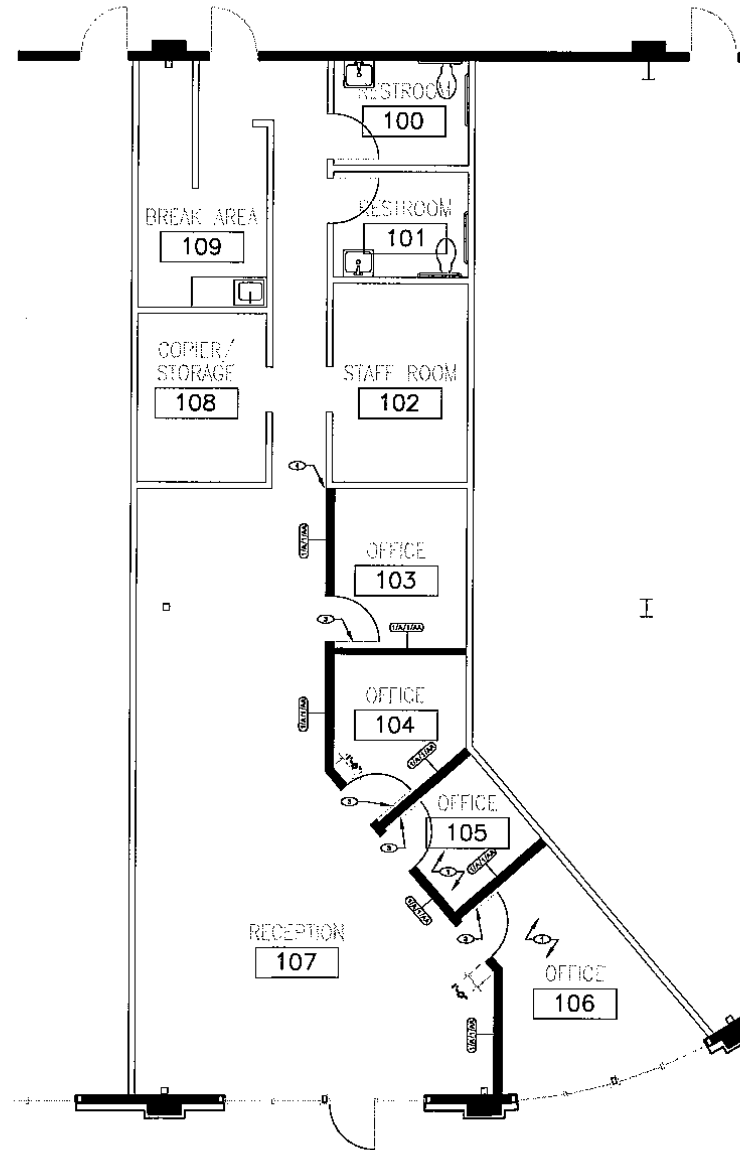 RESTROOM
100
RESTROOM
101
BREAK AREA
109
COPIER/
STORAGE
108
STAFF ROOM
102
OFFICE
103
OFFICE
104
OFFICE
105
RECEPTION
107
OFFICE
106